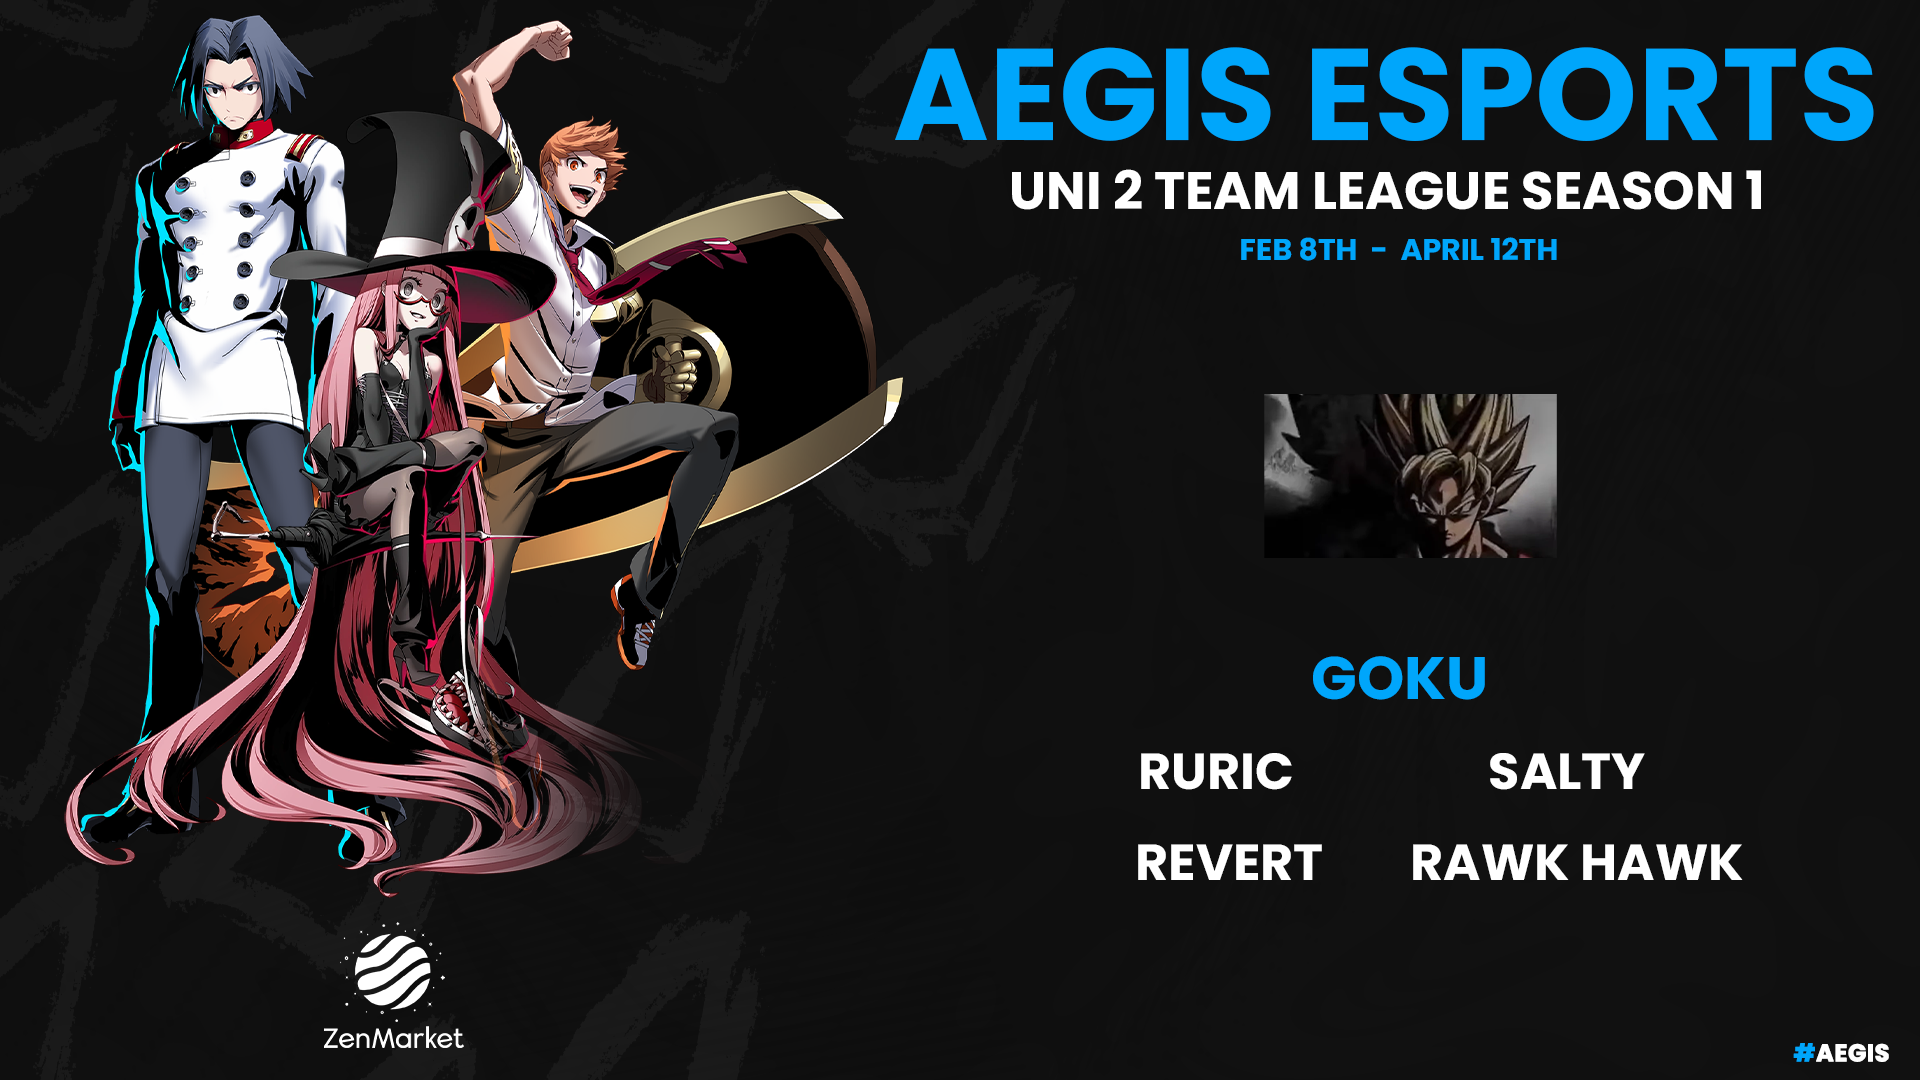 AEGIS ESPORTS
UNI 2 TEAM LEAGUE SEASON 1
FEB 8TH - APRIL 12TH
GOKU
RURIC SALTY
REVERT RAWK HAWK
ZenMarket
#AEGIS